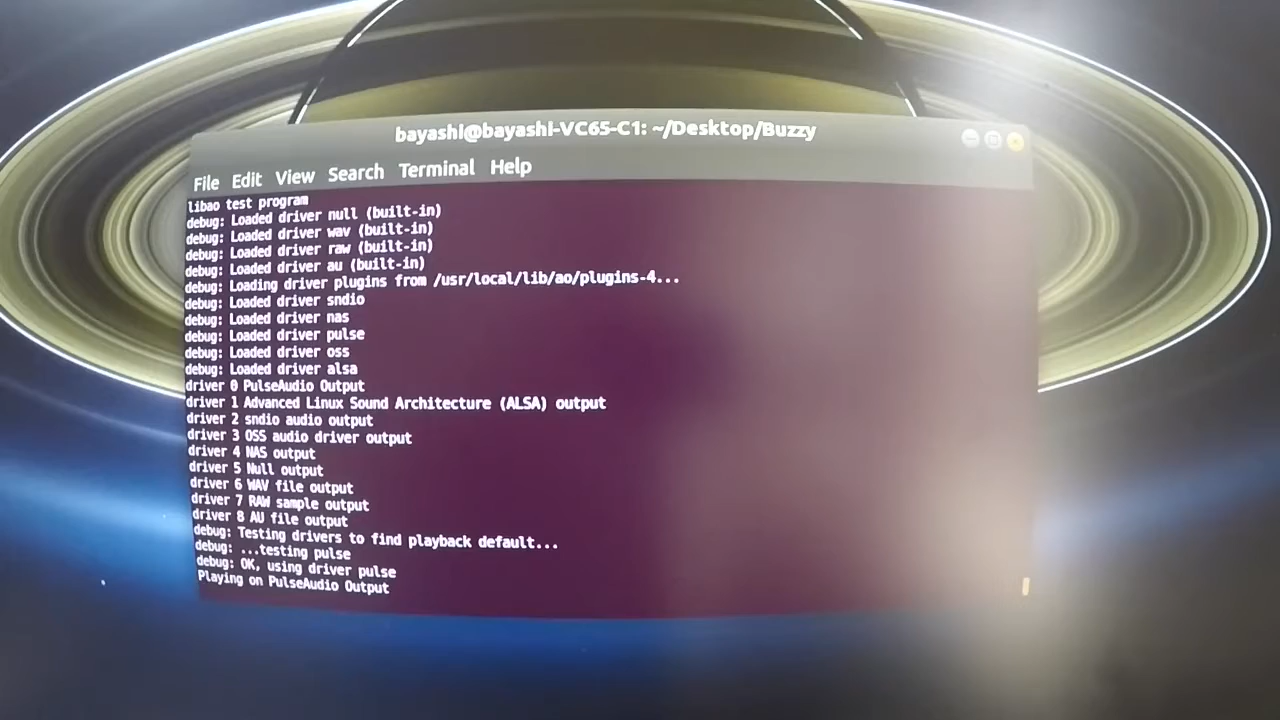 bayashi@bayashi-VC65-C1: ~/Desktop/Buzzy
File Edit View Search Terminal Help
libao test program
debug: Loaded driver null (built-in)
debug: Loaded driver wav (built-in)
debug: Loaded driver raw (built-in)
debug: Loaded driver au (built-in)
debug: Loading driver plugins from /usr/local/lib/ao/plugins-4...
debug: Loaded driver sndio
debug: Loaded driver nas
debug: Loaded driver pulse
debug: Loaded driver oss
debug: Loaded driver alsa
driver 0 PulseAudio Output
driver 1 Advanced Linux Sound Architecture (ALSA) output
driver 2 sndio audio output
driver 3 OSS audio driver output
driver 4 NAS output
driver 5 Null output
driver 6 WAV file output
driver 7 RAW sample output
driver 8 AU file output
debug: Testing drivers to find playback default...
debug: ...testing pulse
debug: OK, using driver pulse
Playing on PulseAudio Output